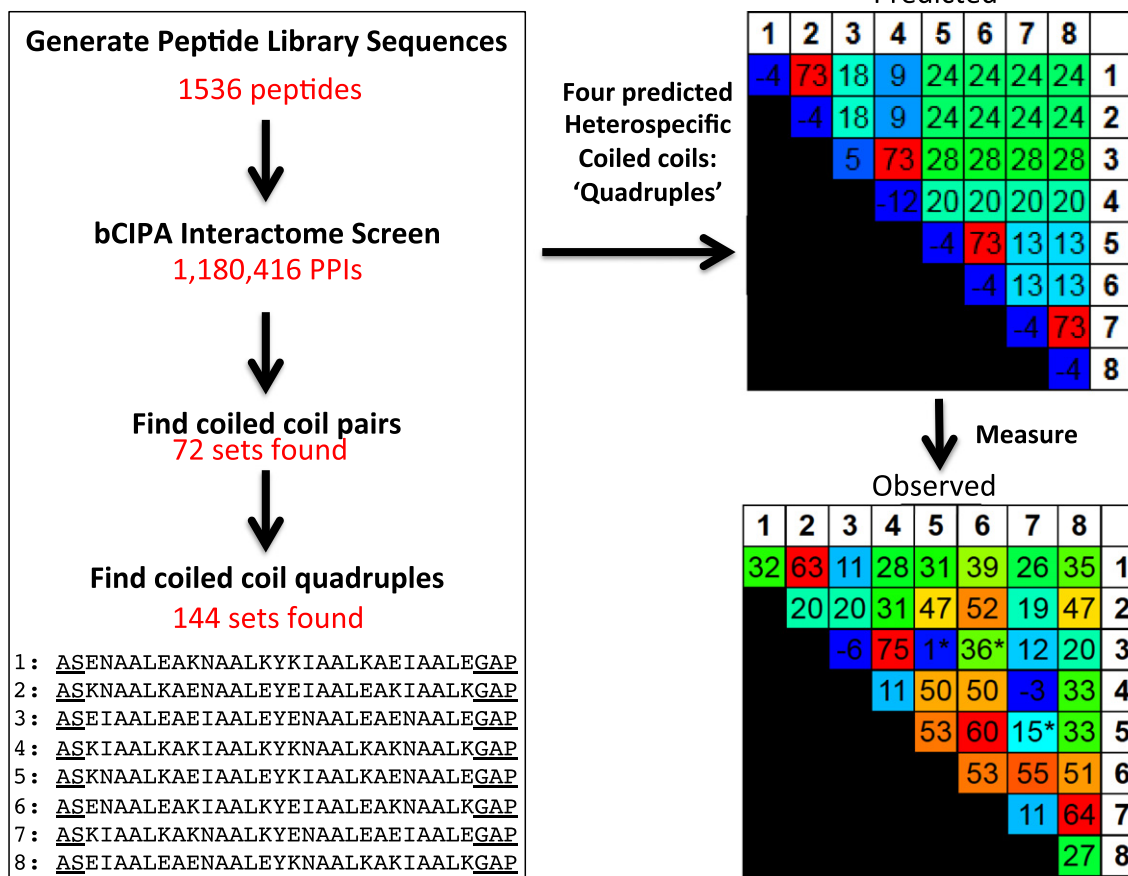 Generate Peptide Library Sequences
1536 peptides
bCIPA Interactome Screen
1,180,416 PPIs
Find coiled coil pairs
72 sets found
Find coiled coil quadruples
144 sets found
1: ASENAALEAKNAALKYKIAALKAEIAALEGAP
2: ASKNAALKAENAALEYEIAALEAKIAALKGAP
3: ASEIAALEAEIAALEYENAALEAENAALEGAP
4: ASKIAALKAKIAALKYKNAALKAKNAALKGAP
5: ASKNAALKAEIAALEYKIAALKAENAALEGAP
6: ASENAALEAKIAALKYEIAALEAKNAALKGAP
7: ASKIAALKAKNAALKYENAALEAEIAALEGAP
8: ASEIAALEAENAALEYKNAALKAKIAALKGAP
Four predicted
Heterospecific
Coiled coils:
'Quadruples'
Predicted
1 2 3 4 5 6 7 8
-4 73 18 9 24 24 24 24 1
-4 18 9 24 24 24 24 2
5 73 28 28 28 28 3
-12 20 20 20 20 4
-4 73 13 13 5
-4 13 13 6
-4 73 7
-4 8
Measure
Observed
1 2 3 4 5 6 7 8
32 63 11 28 31 39 26 35 1
20 20 31 47 52 19 47 2
-6 75 1* 36* 12 20 3
11 50 50 -3 33 4
53 60 15* 33 5
53 55 51 6
11 64 7
27 8